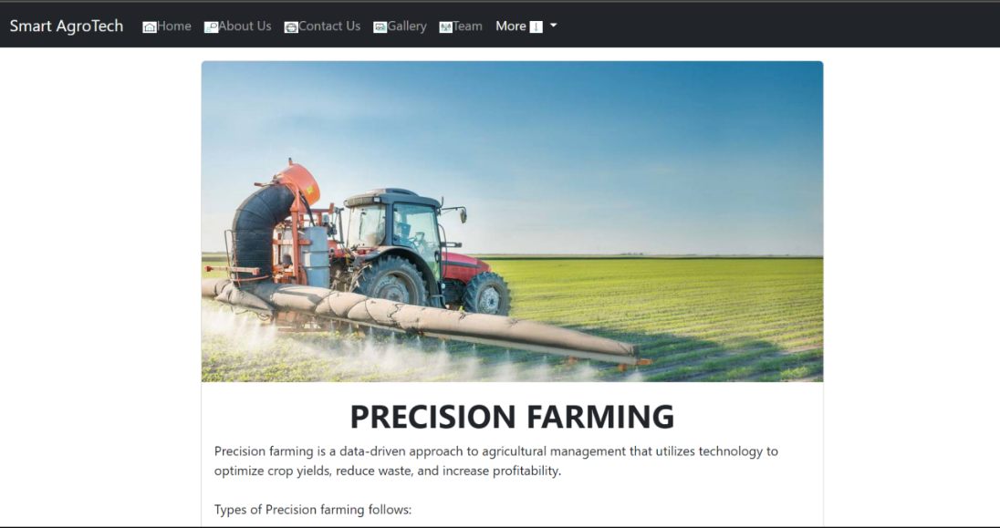 Smart AgroTech Home About Us Contact Us Gallery Team More
PRECISION FARMING
Precision farming is a data-driven approach to agricultural management that utilizes technology to
optimize crop yields, reduce waste, and increase profitability.
Types of Precision farming follows: